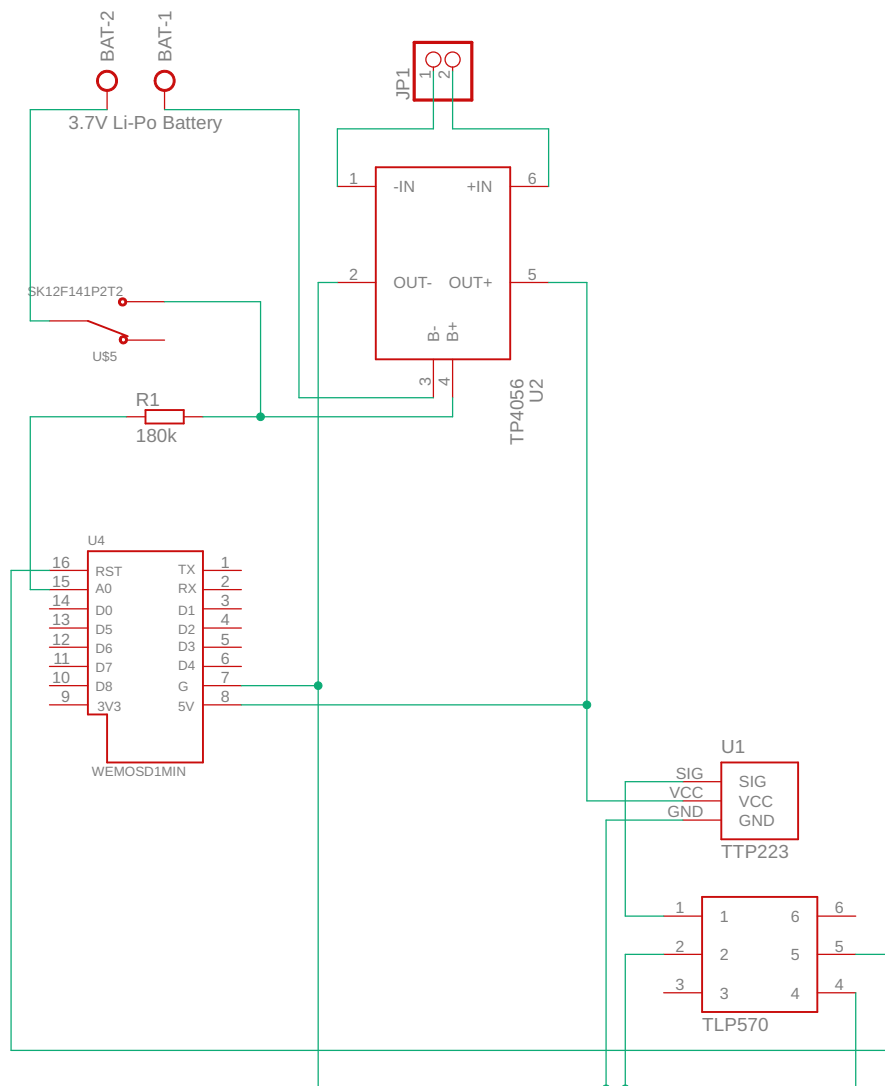 BAT-2
BAT-1
3.7V Li-Po Battery
JP1
1
2
1
-IN
+IN
6
2
OUT-
OUT+
5
B-
B+
3
4
TP4056
U2
SK12F141P2T2
U$5
R1
180k
U4
16
RST
TX
1
15
A0
RX
2
14
D0
D1
3
13
D5
D2
4
12
D6
D3
5
11
D7
D4
6
10
D8
G
7
9
3V3
5V
8
WEMOSD1MIN
U1
SIG
SIG
VCC
VCC
GND
GND
TTP223
1
1
6
6
2
2
5
5
3
3
4
4
TLP570